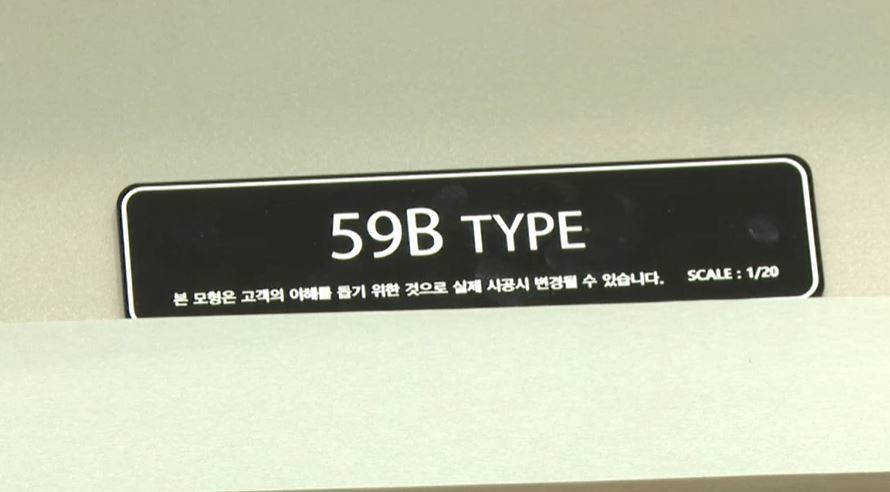 59B TYPE
본 모형은 고객의 이해를 돕기 위한 것으로 실제 시공시 변경될 수 있습니다. SCALE : 1/20